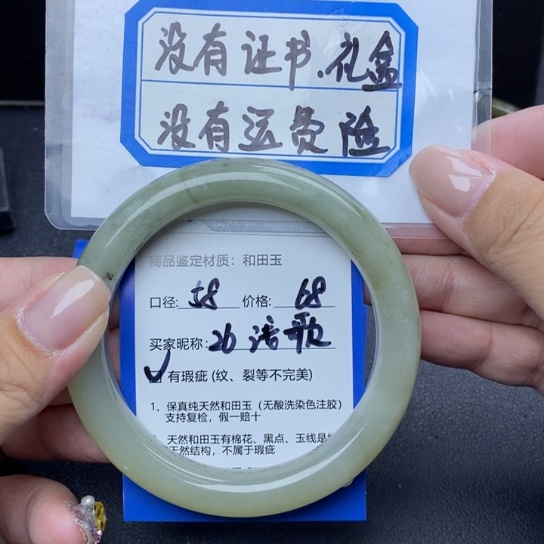 没有证书.礼盒
没有运费险
商品鉴定材质：和田玉
口径: 58 价格: 68
买家昵称: 26 清歌
有瑕疵 (纹、裂等不完美)
1、保真纯天然和田玉（无酸洗染色注胶）
支持复检，假一赔十
天然和田玉有棉花、黑点、玉线是
天然结构，不属于瑕疵